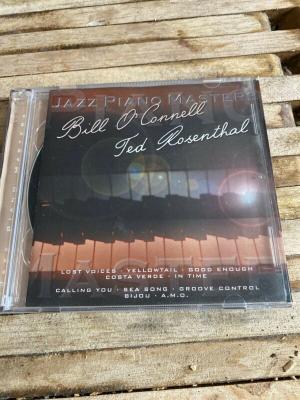 JAZZ PIANO MASTERS
Bill O'Connell
Ted Rosenthal
LOST VOICES · YELLOWTAIL · GOOD ENOUGH
COSTA VERDE · IN TIME
CALLING YOU · SEA SONG · GROOVE CONTROL
BIJOU · A.M.C.